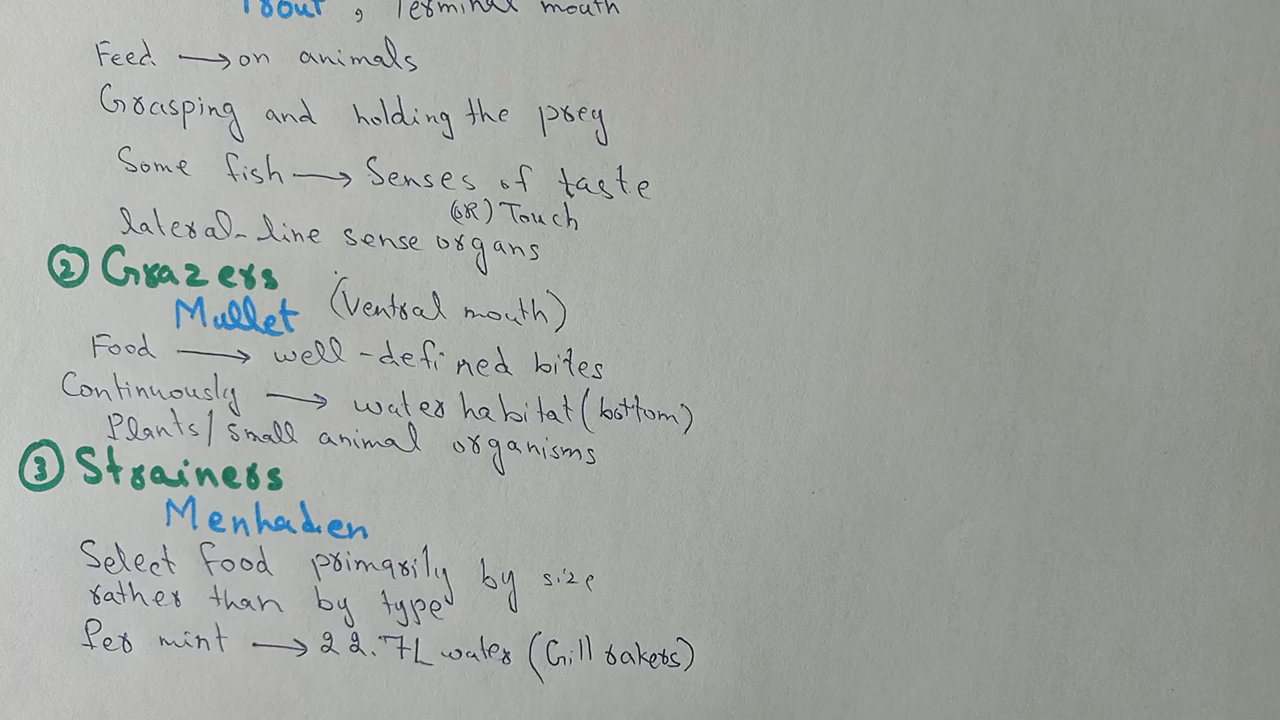 Trout, Terminal mouth
Feed → on animals
Grasping and holding the prey
Some fish → Senses of taste
(OR) Touch
lateral-line sense organs
② Grazers
Mullet (Ventral mouth)
Food → well-defined bites
Continuously → water habitat (bottom)
Plants/small animal organisms
③ Strainers
Menhaden
Select food primarily by size
rather than by type
Per mint → 22.7L water (Gill rakers)